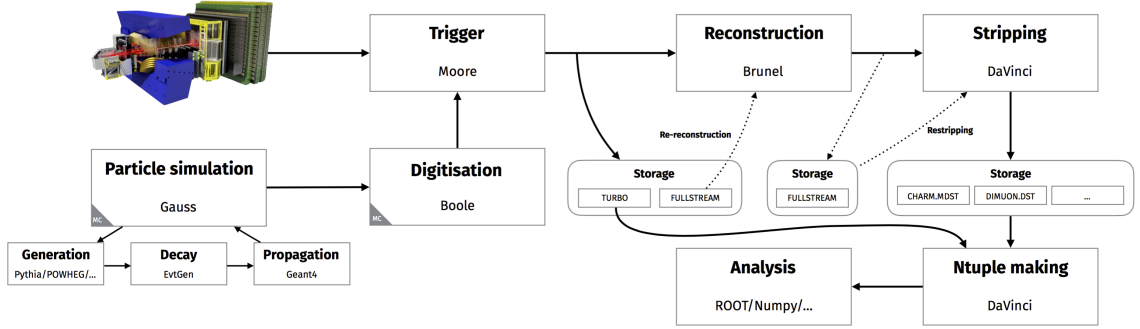 Trigger
Moore
Reconstruction
Brunel
Stripping
DaVinci
Re-reconstruction
Restripping
Particle simulation
Gauss
MC
Digitisation
Boole
MC
Storage
TURBO
FULLSTREAM
Storage
FULLSTREAM
Storage
CHARM.MDST
DIMUON.DST
...
Generation
Pythia/POWHEG/...
Decay
EvtGen
Propagation
Geant4
Analysis
ROOT/Numpy/...
Ntuple making
DaVinci